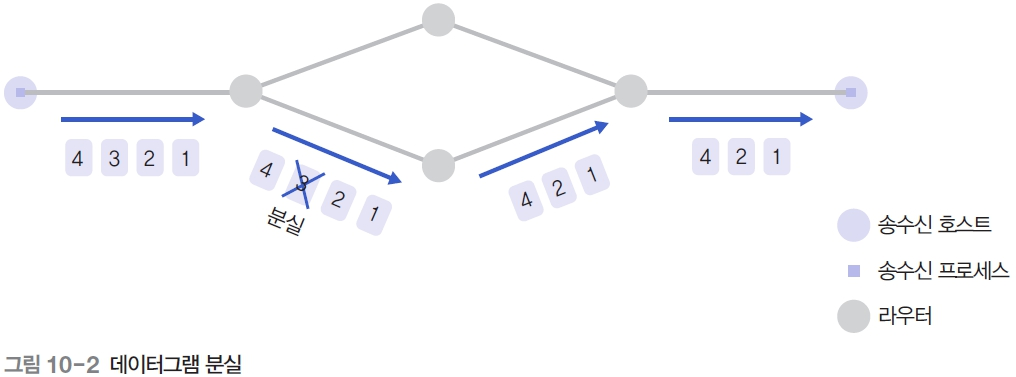 4 3 2 1
4 3 2 1
분실
4 2 1
4 2 1
송수신 호스트
송수신 프로세스
라우터
그림 10-2 데이터그램 분실